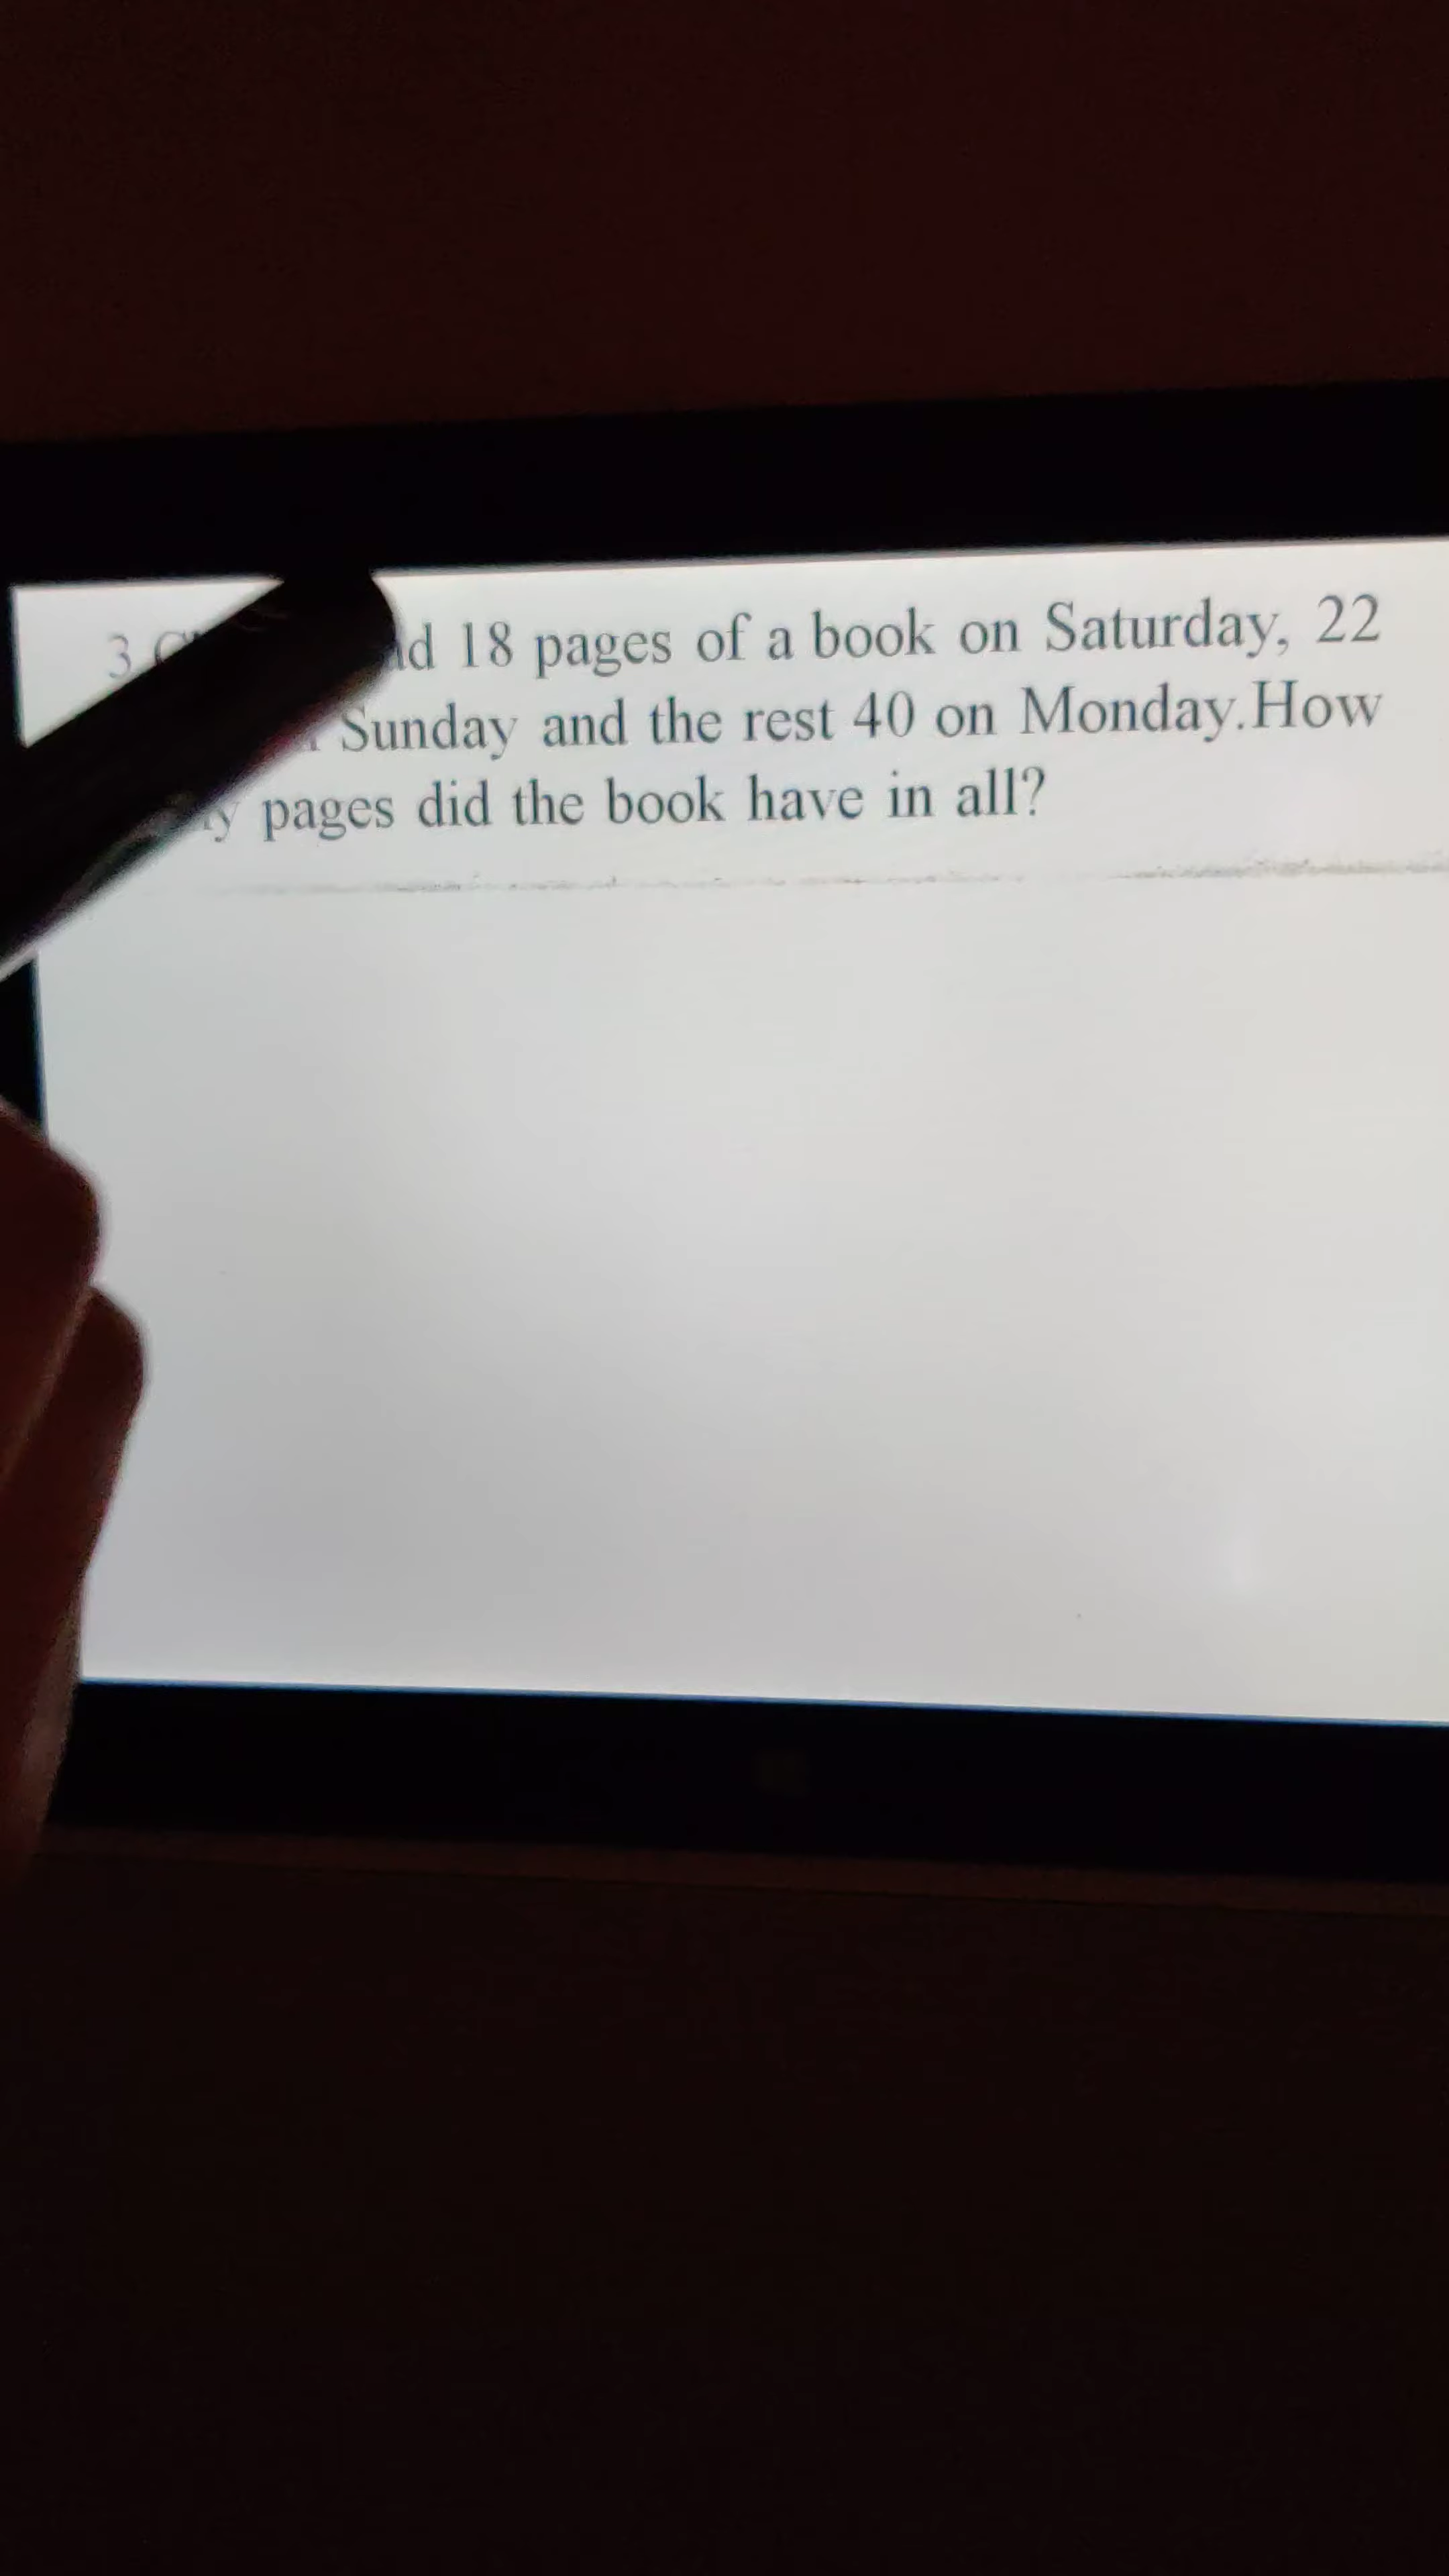 3. 18 pages of a book on Saturday, 22
Sunday and the rest 40 on Monday.How
pages did the book have in all?